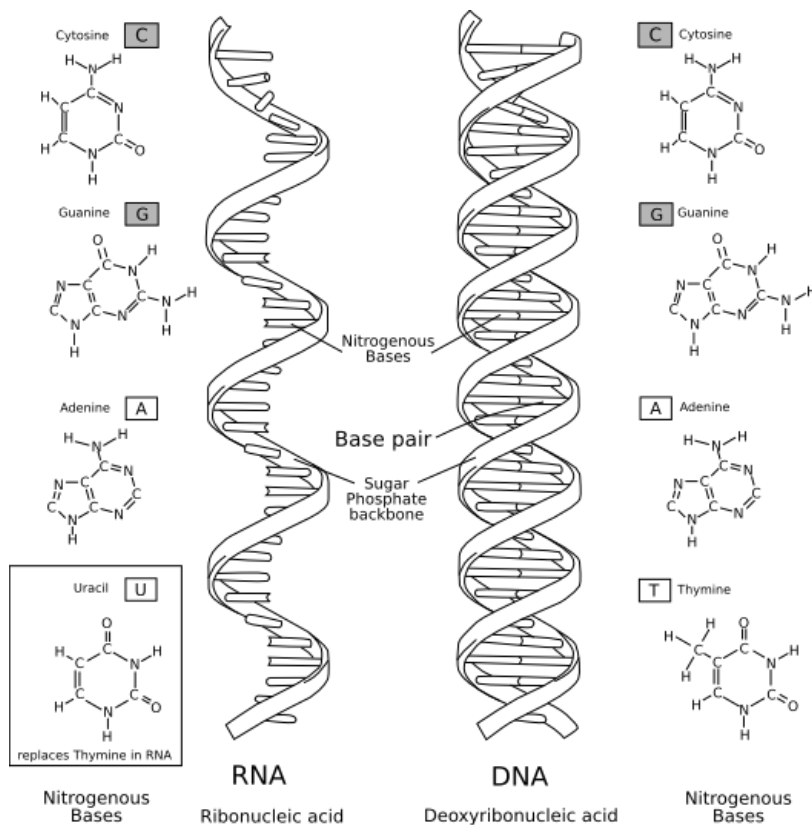 Cytosine C
H H
N
H C
C N
C C
H N O
H
Guanine G
O H
C N
N C
C C C N H
N N H
H
Adenine A
H H
N
C
N C N
C C C
N N
H
Uracil U
O
H C H
C N
C C
H N O
H
replaces Thymine in RNA
Nitrogenous
Bases
Nitrogenous
Bases
Base pair
Sugar
Phosphate
backbone
RNA
Ribonucleic acid
DNA
Deoxyribonucleic acid
C Cytosine
H H
N
H C
C N
C C
H N O
H
G Guanine
O H
C N
N C
C C C N H
N N H
H
A Adenine
H H
N
C
N C N
C C C
N N
H
T Thymine
H O
H C C H
H C N
C C
H N O
H
Nitrogenous
Bases